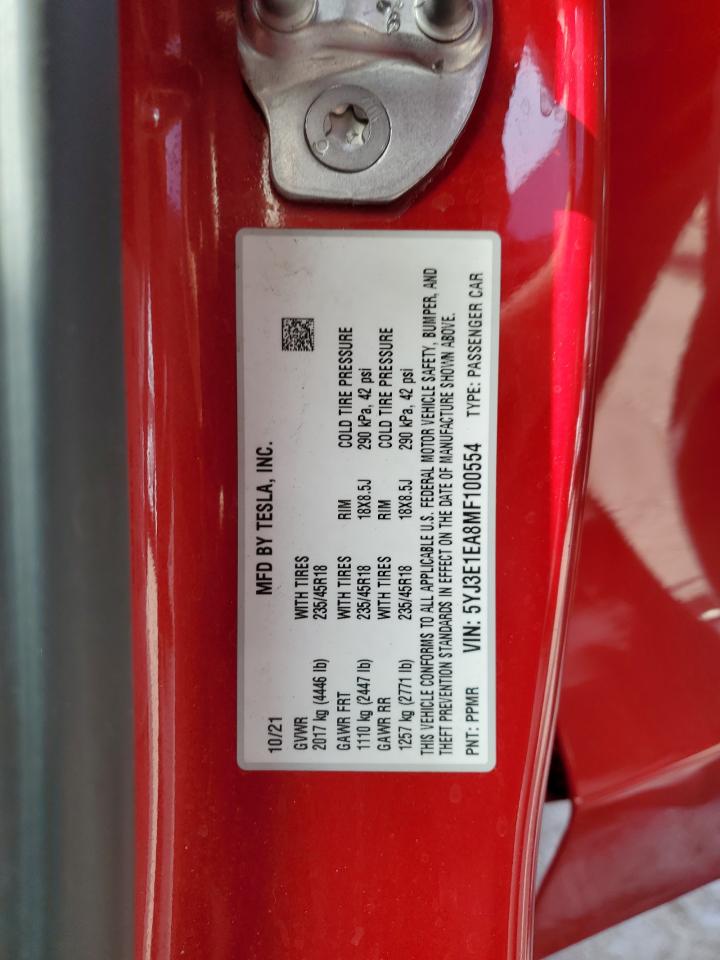 MFD BY TESLA, INC.
10/21
GVWR WITH TIRES
2017 kg (4446 lb) 235/45R18
GAWR FRT WITH TIRES RIM COLD TIRE PRESSURE
1110 kg (2447 lb) 235/45R18 18X8.5J 290 kPa, 42 psi
GAWR RR WITH TIRES RIM COLD TIRE PRESSURE
1257 kg (2771 lb) 235/45R18 18X8.5J 290 kPa, 42 psi
THIS VEHICLE CONFORMS TO ALL APPLICABLE U.S. FEDERAL MOTOR VEHICLE SAFETY, BUMPER, AND
THEFT PREVENTION STANDARDS IN EFFECT ON THE DATE OF MANUFACTURE SHOWN ABOVE.
PNT: PPMR VIN: 5YJ3E1EA8MF100554 TYPE: PASSENGER CAR